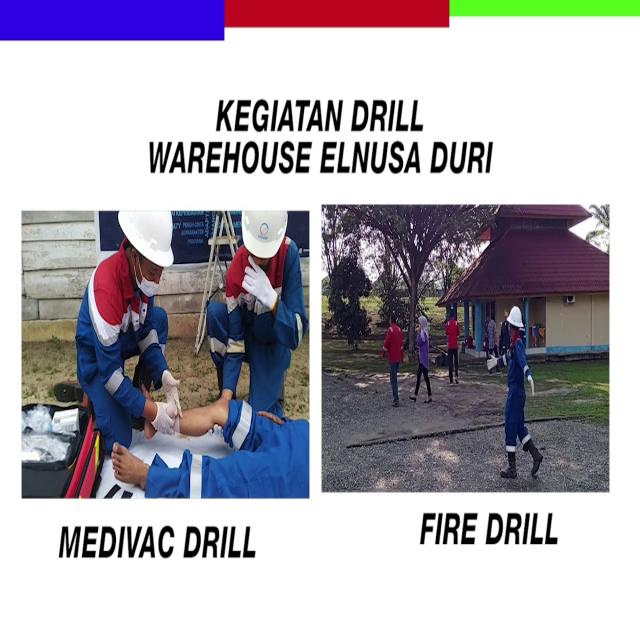 KEGIATAN DRILL
WAREHOUSE ELNUSA DURI
MEDIVAC DRILL
FIRE DRILL